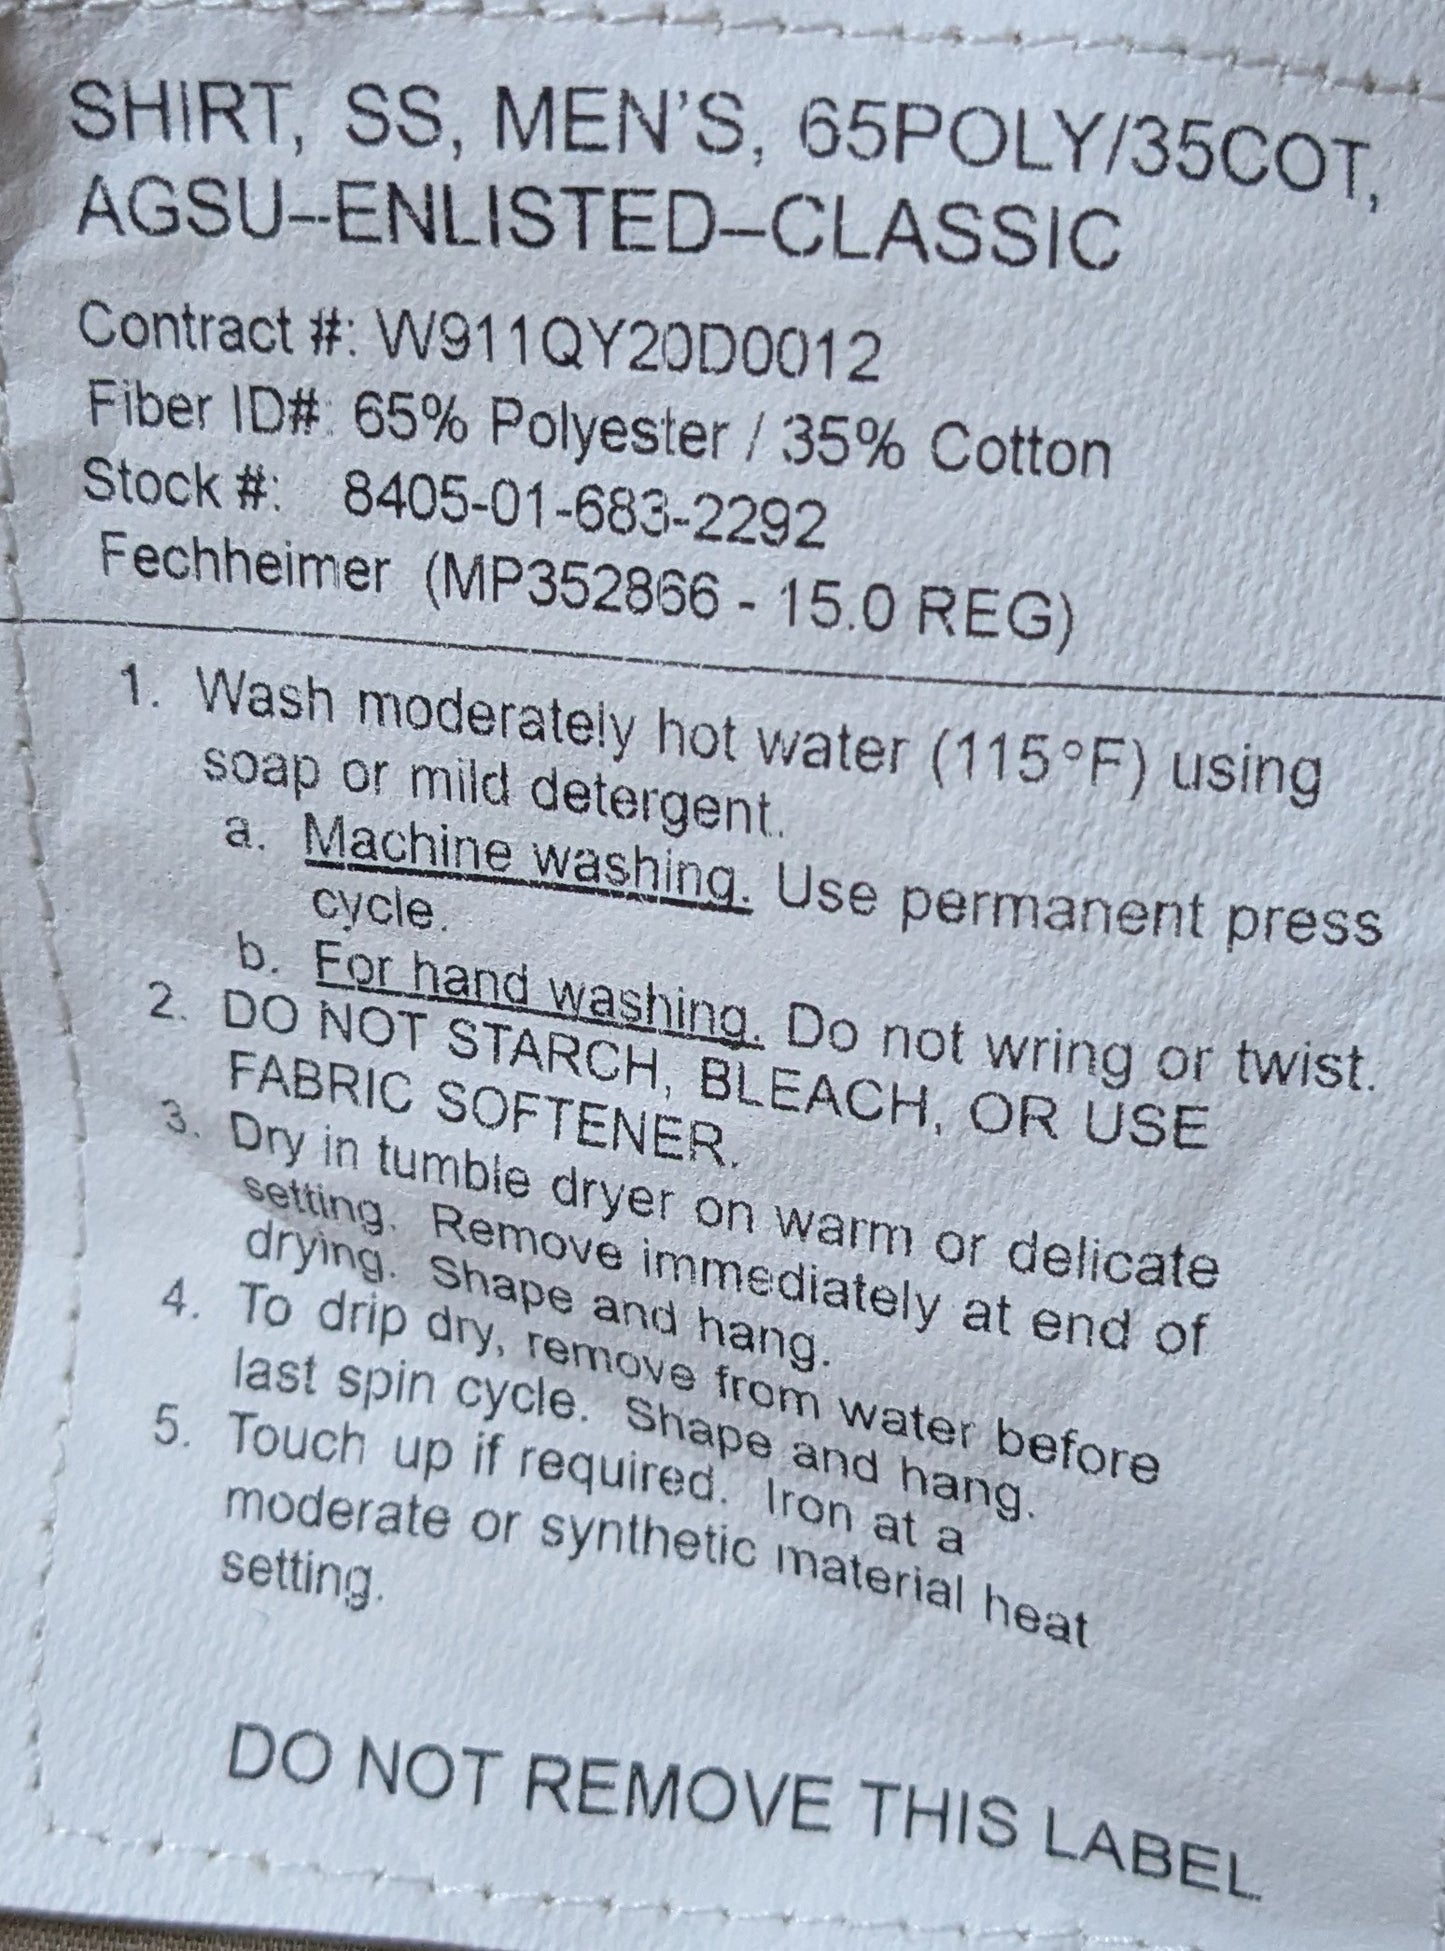 SHIRT, SS, MEN'S, 65POLY/35COT,
AGSU–-ENLISTED–CLASSIC
Contract #: W911QY20D0012
Fiber ID#: 65% Polyester / 35% Cotton
Stock #: 8405-01-683-2292
Fechheimer (MP352866 - 15.0 REG)
1. Wash moderately hot water (115°F) using
soap or mild detergent.
a. Machine washing. Use permanent press
cycle.
b. For hand washing. Do not wring or twist.
2. DO NOT STARCH, BLEACH, OR USE
FABRIC SOFTENER.
3. Dry in tumble dryer on warm or delicate
setting. Remove immediately at end of
drying. Shape and hang.
4. To drip dry, remove from water before
last spin cycle. Shape and hang.
5. Touch up if required. Iron at a
moderate or synthetic material heat
setting.
DO NOT REMOVE THIS LABEL